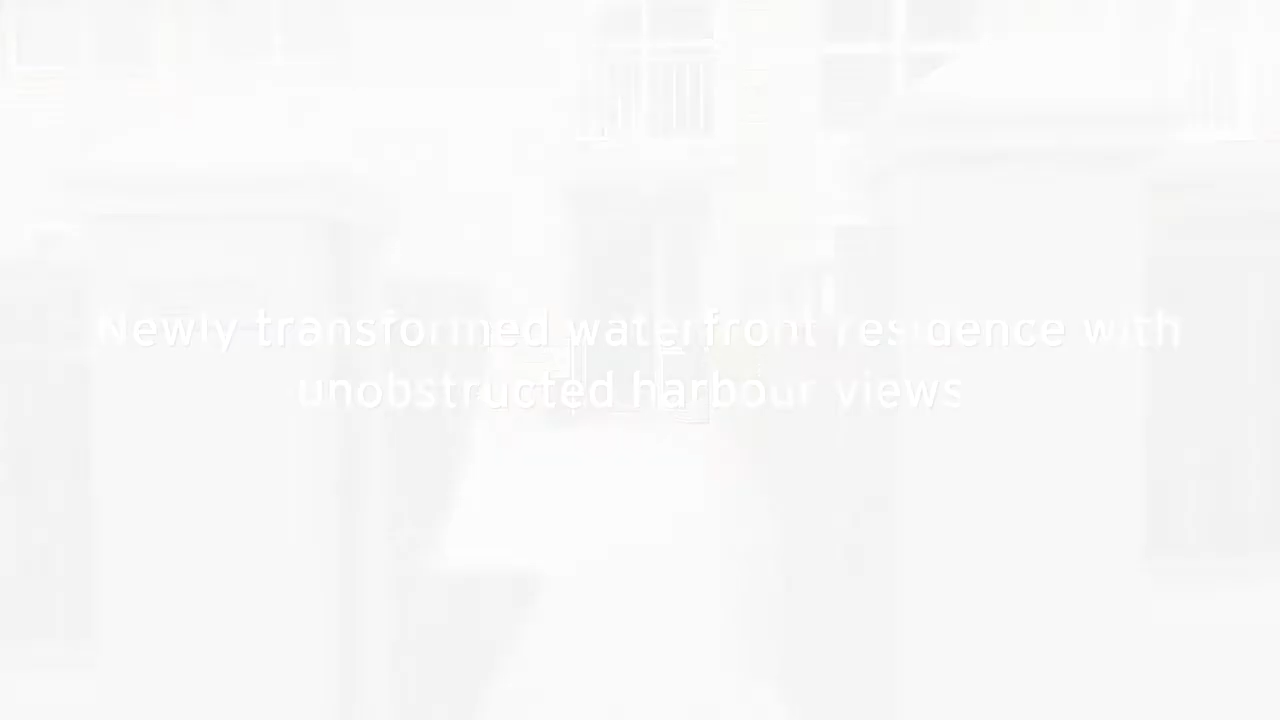 Newly transformed waterfront residence with
unobstructed harbour views